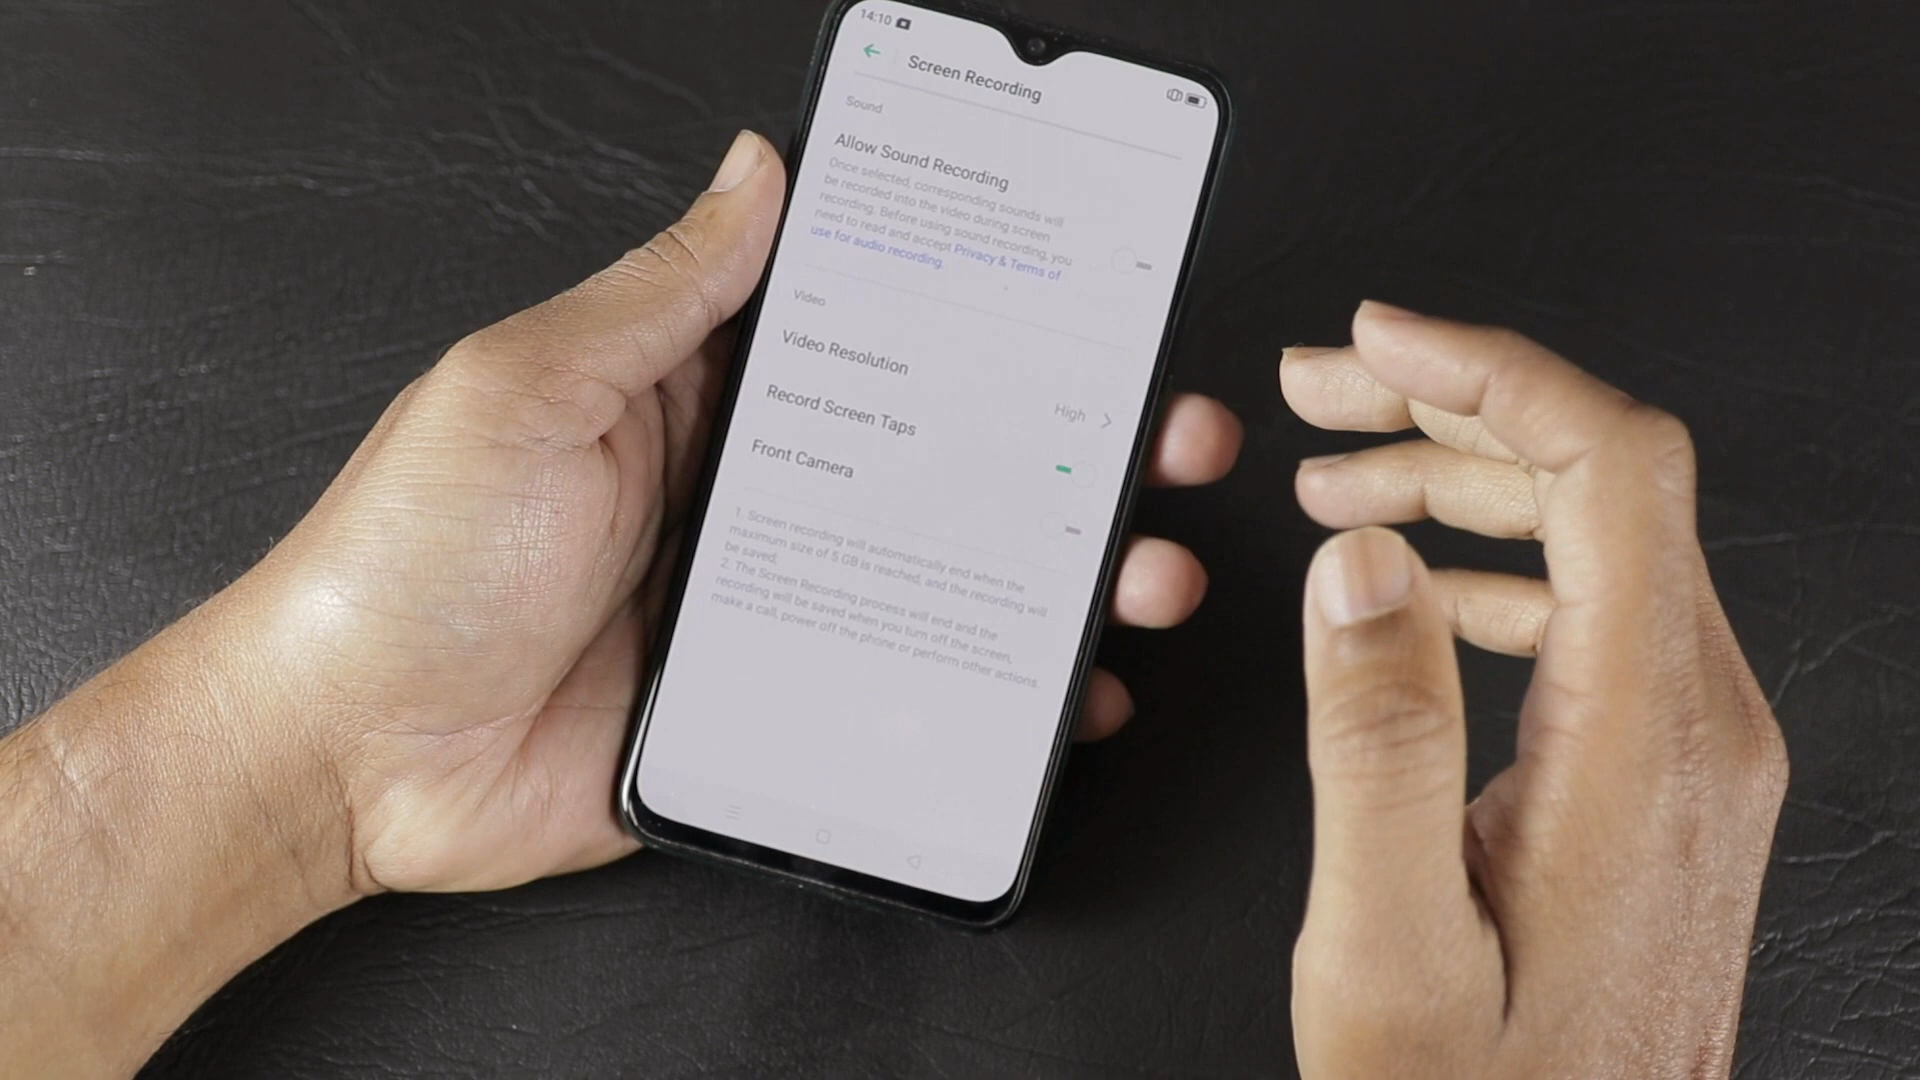 14:10
Screen Recording
Sound
Allow Sound Recording
Once selected, corresponding sounds will
be recorded into the video during screen
recording. Before using sound recording, you
need to read and accept Privacy & Terms of
use for audio recording.
Video
Video Resolution
High
Record Screen Taps
Front Camera
1. Screen recording will automatically end when the
maximum size of 5 GB is reached, and the recording will
be saved;
2. The Screen Recording process will end and the
recording will be saved when you turn off the screen,
make a call, power off the phone or perform other actions.